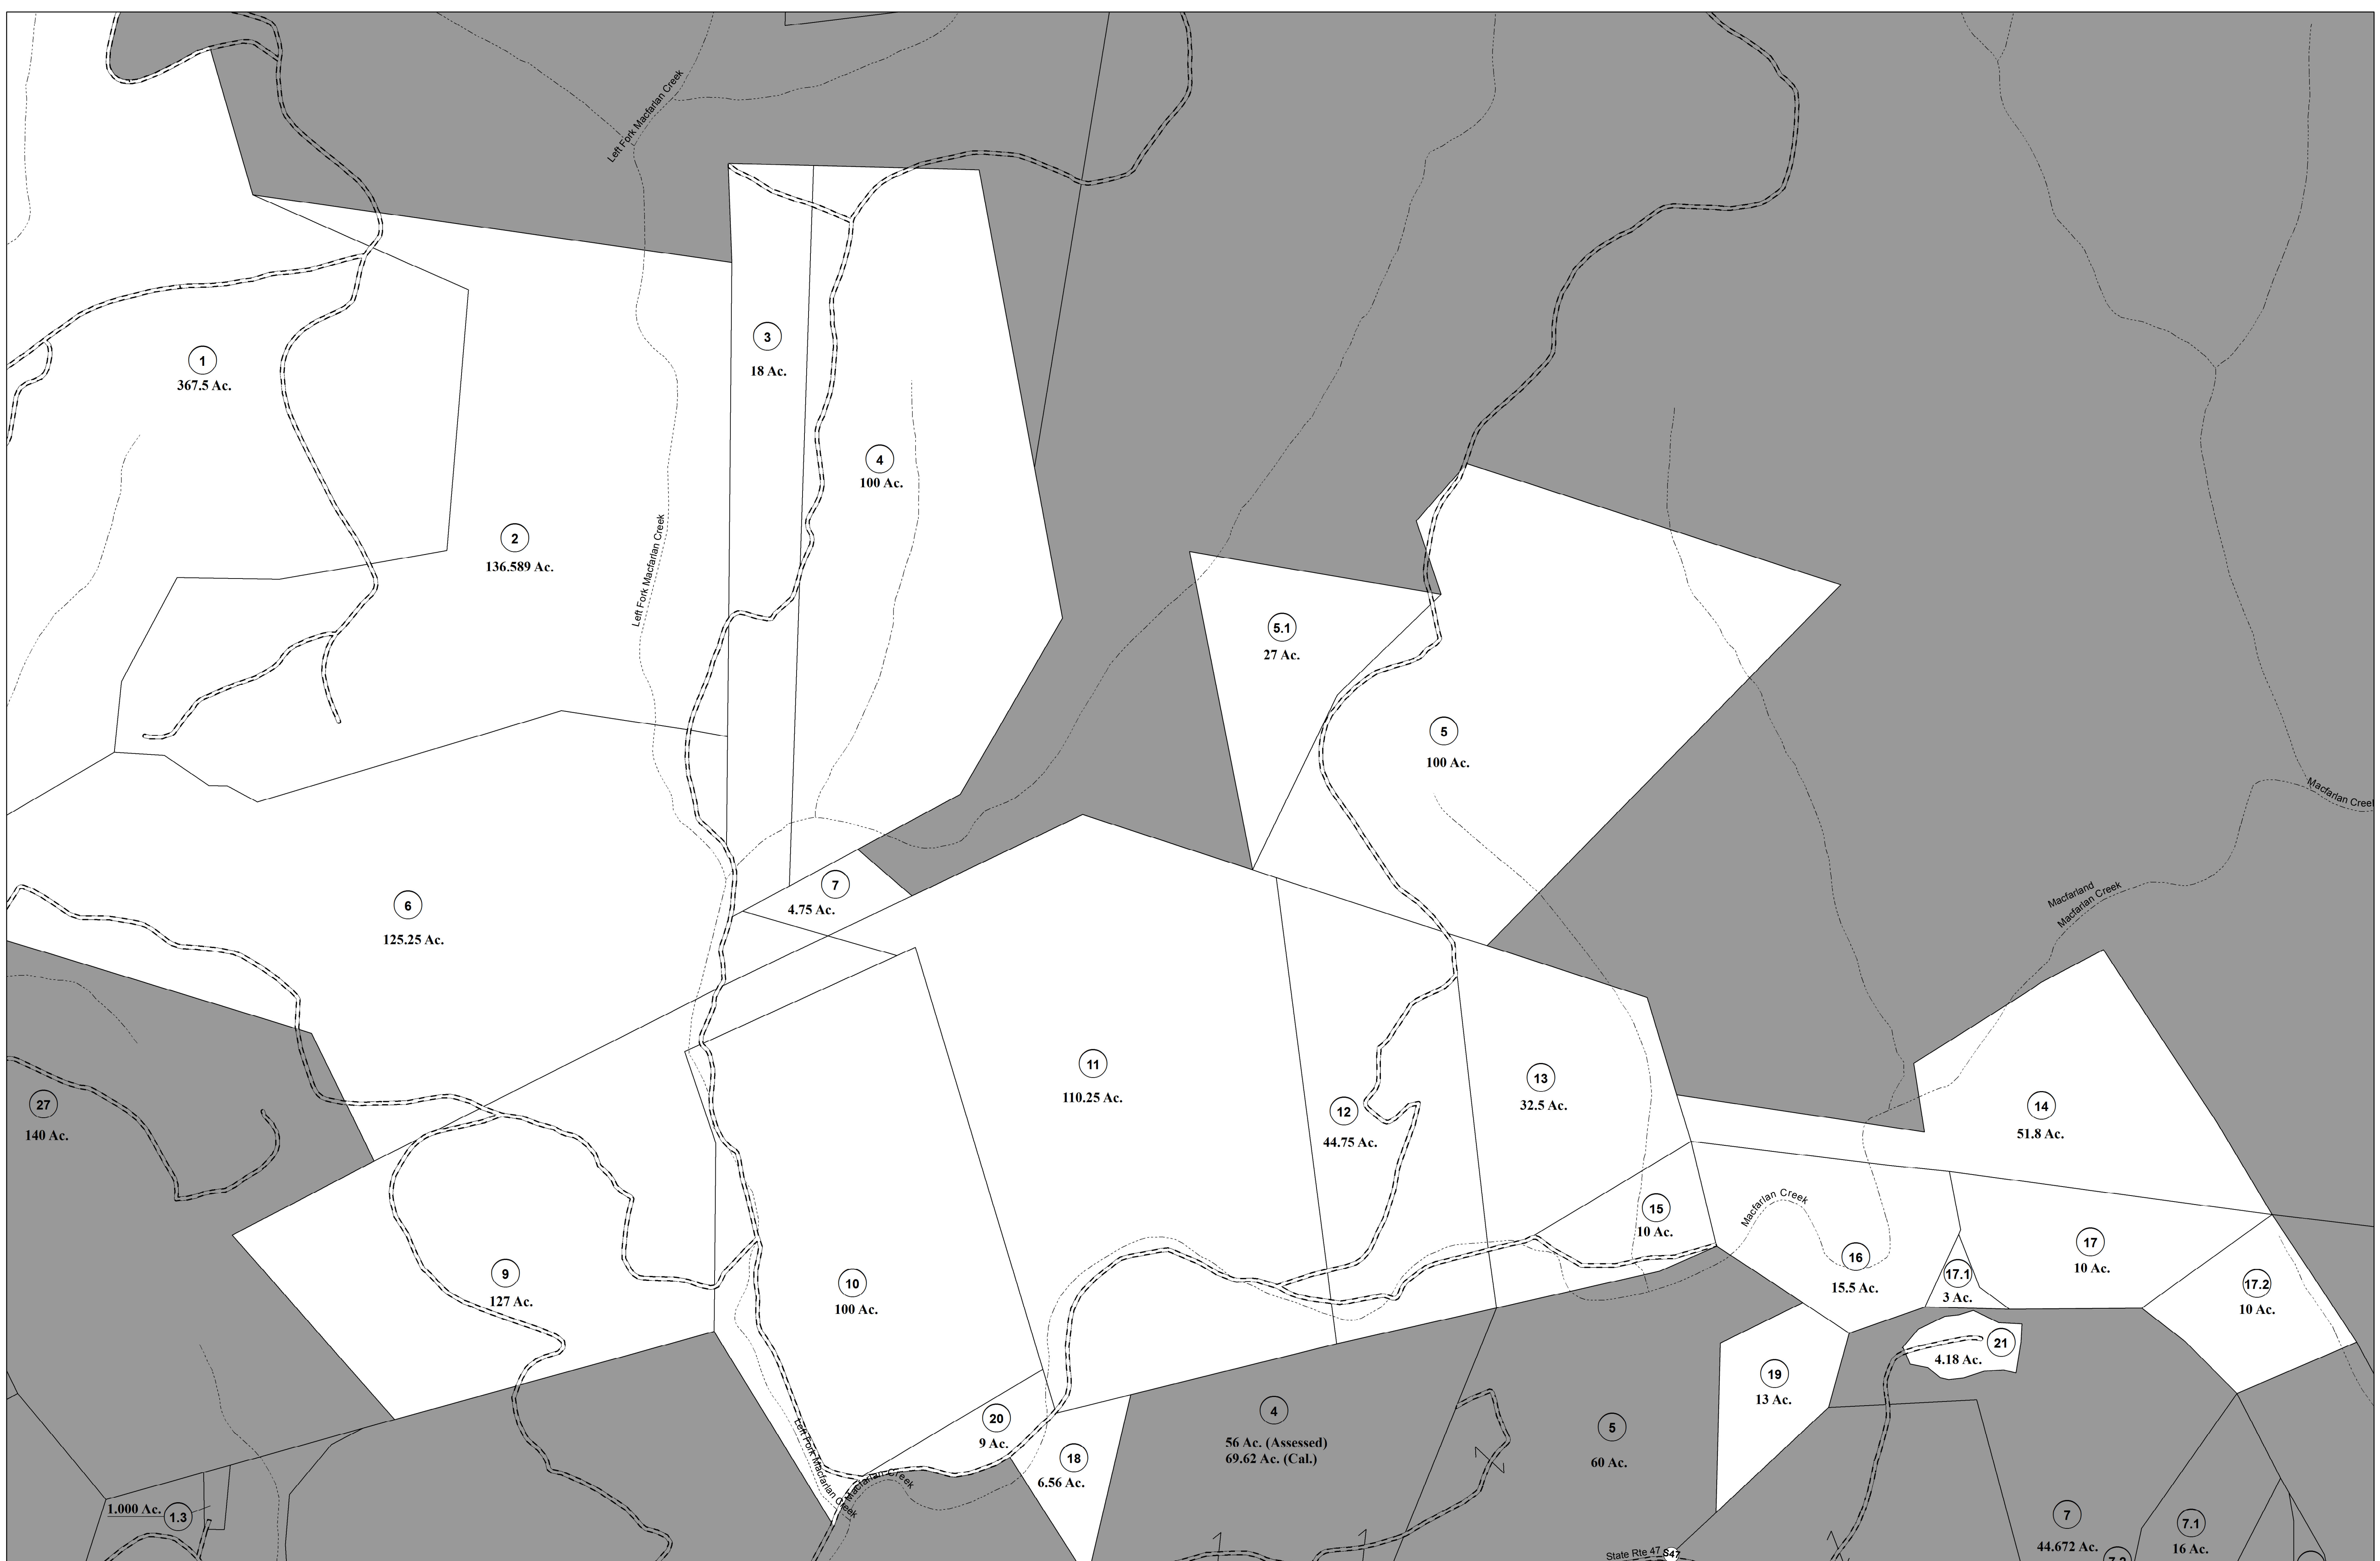 Left Fork Macfarlan Creek
3
18 Ac.
1
367.5 Ac.
4
100 Ac.
2
136.589 Ac.
Left Fork Macfarlan Creek
5.1
27 Ac.
5
100 Ac.
Macfarlan Creek
7
4.75 Ac.
6
125.25 Ac.
Macfarland
Macfarlan Creek
11
110.25 Ac.
13
32.5 Ac.
12
44.75 Ac.
14
51.8 Ac.
27
140 Ac.
15
10 Ac.
Macfarlan Creek
16
15.5 Ac.
17
10 Ac.
17.1
3 Ac.
17.2
10 Ac.
9
127 Ac.
10
100 Ac.
21
4.18 Ac.
19
13 Ac.
20
9 Ac.
18
6.56 Ac.
4
56 Ac. (Assessed)
69.62 Ac. (Cal.)
5
60 Ac.
Left Fork Macfarlan Creek
Macfarlan Creek
1.000 Ac.
1.3
7
44.672 Ac.
7.1
16 Ac.
7.2
State Rte 47 S47